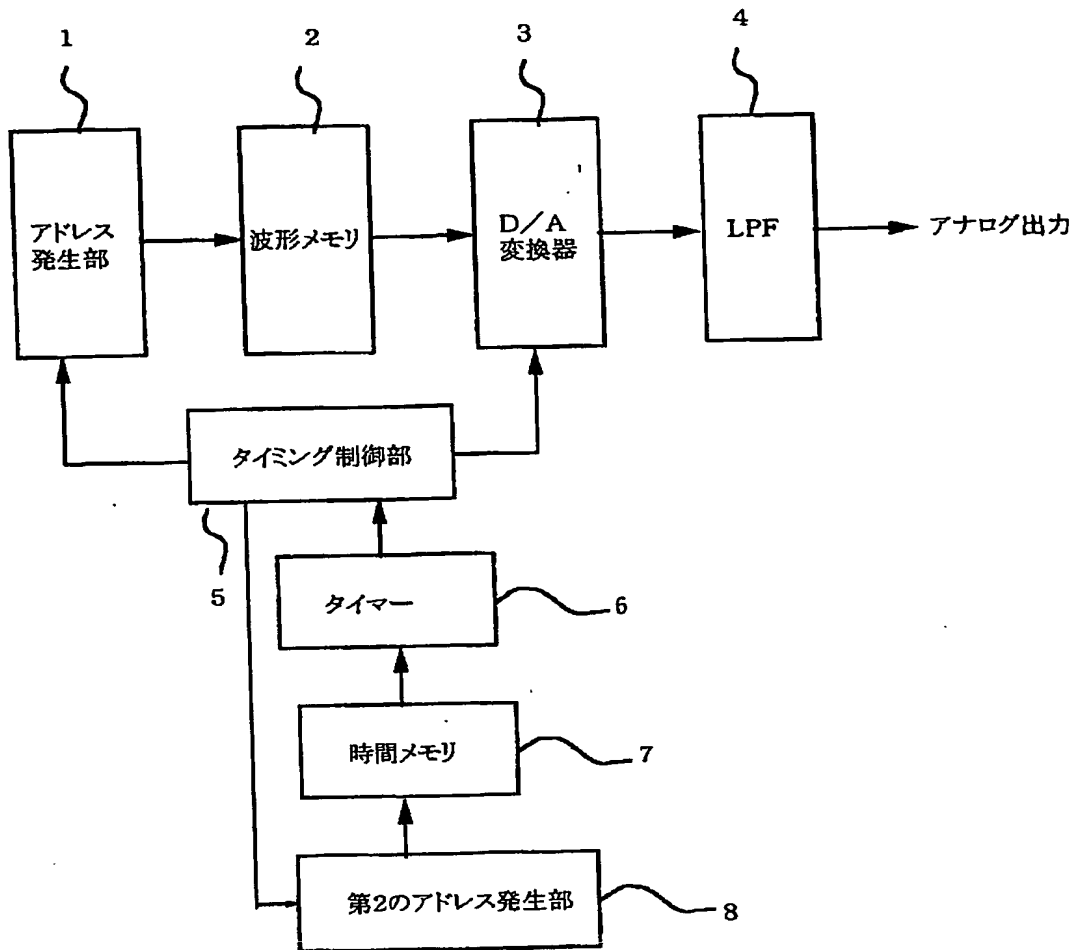 1
2
3
4
アドレス
発生部
波形メモリ
D/A
変換器
LPF
アナログ出力
タイミング制御部
5
タイマー
6
時間メモリ
7
第2のアドレス発生部
8